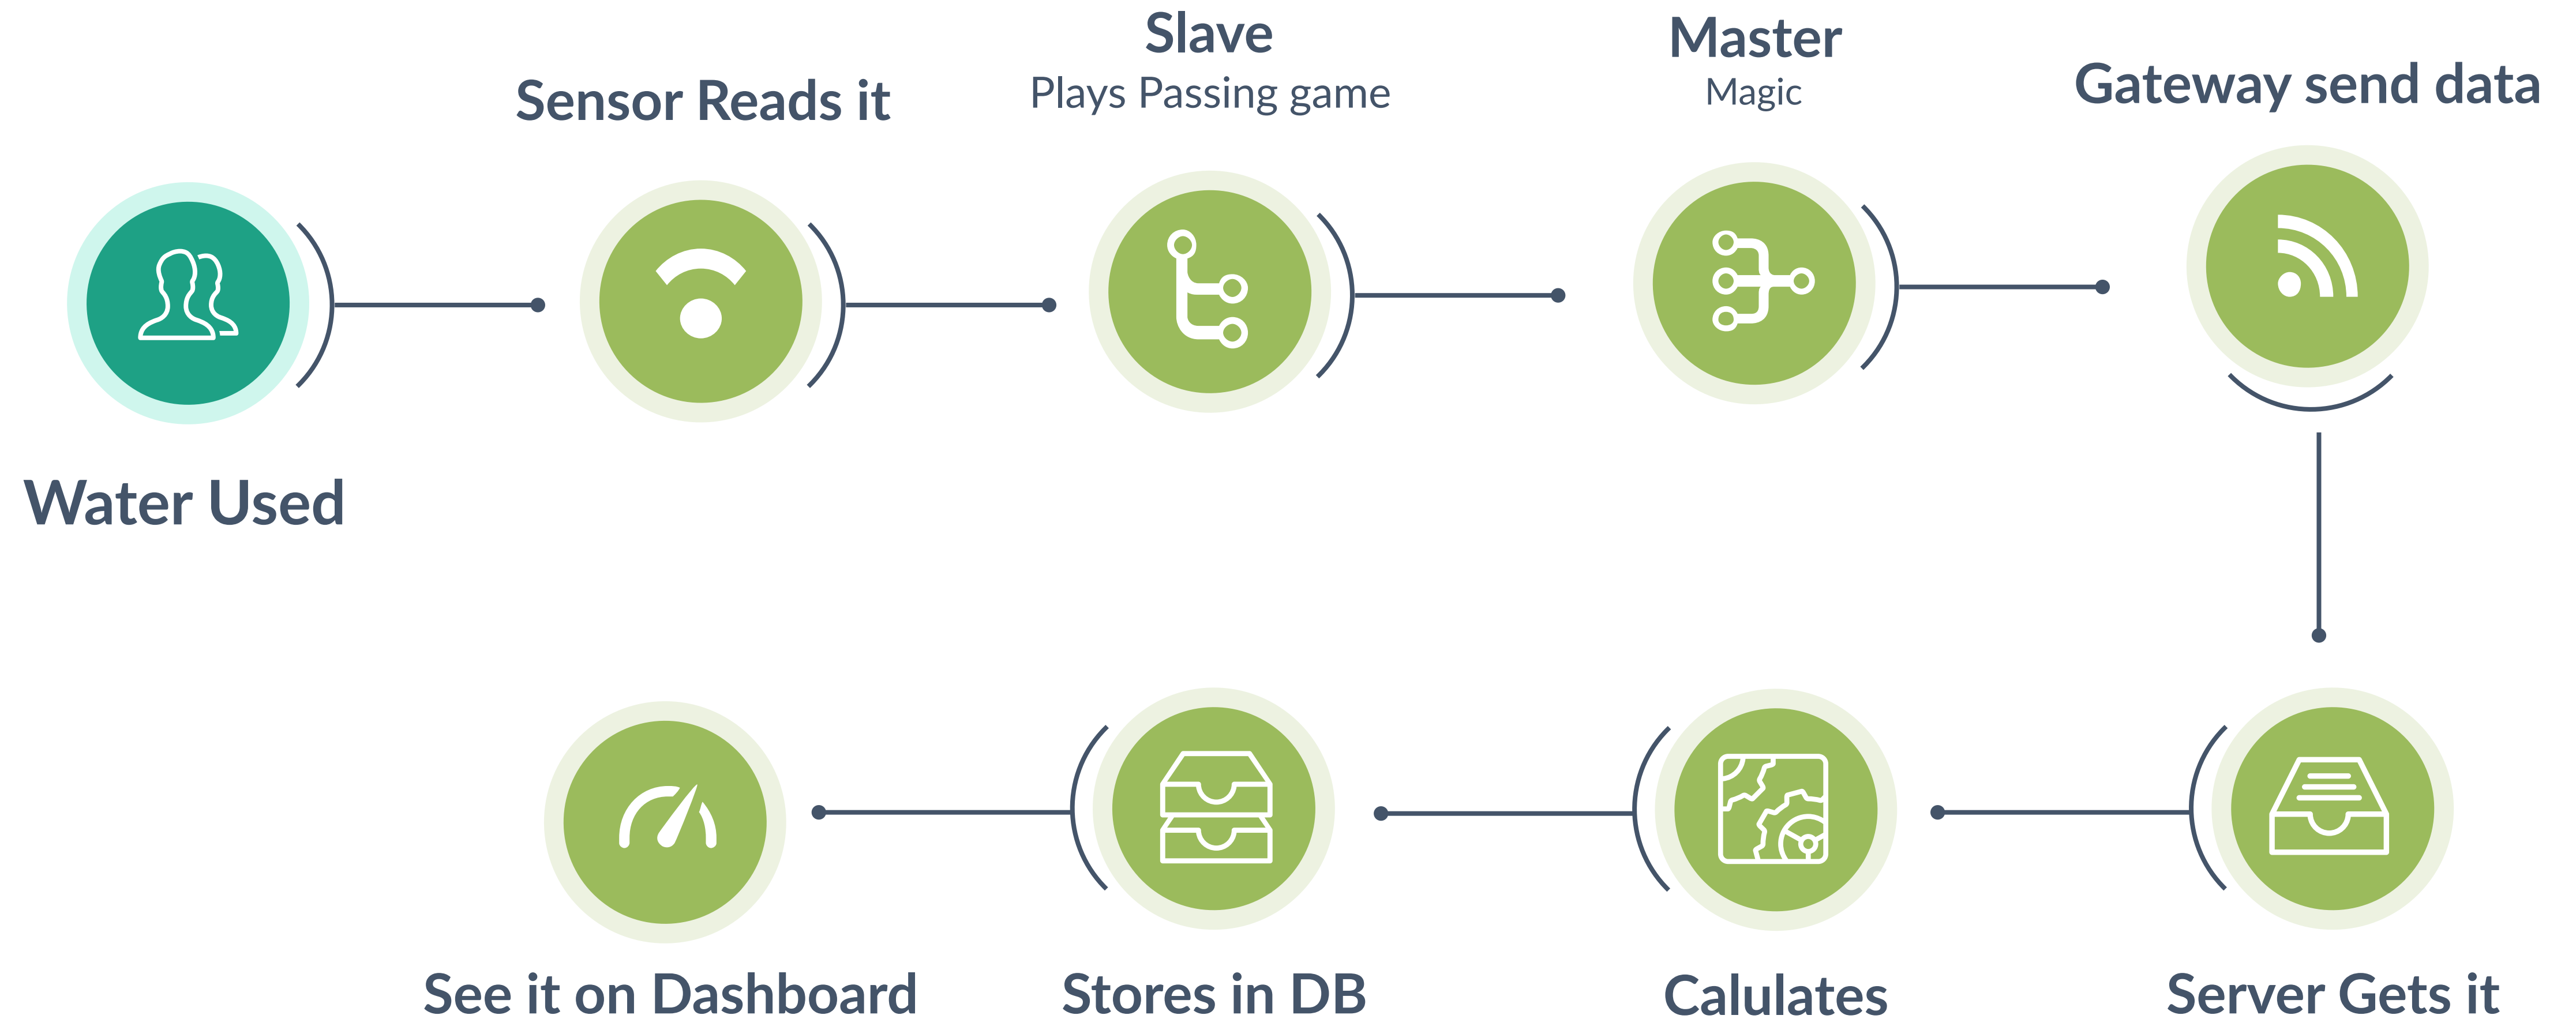 Water Used
Sensor Reads it
Slave
Plays Passing game
Master
Magic
Gateway send data
Server Gets it
Calulates
Stores in DB
See it on Dashboard